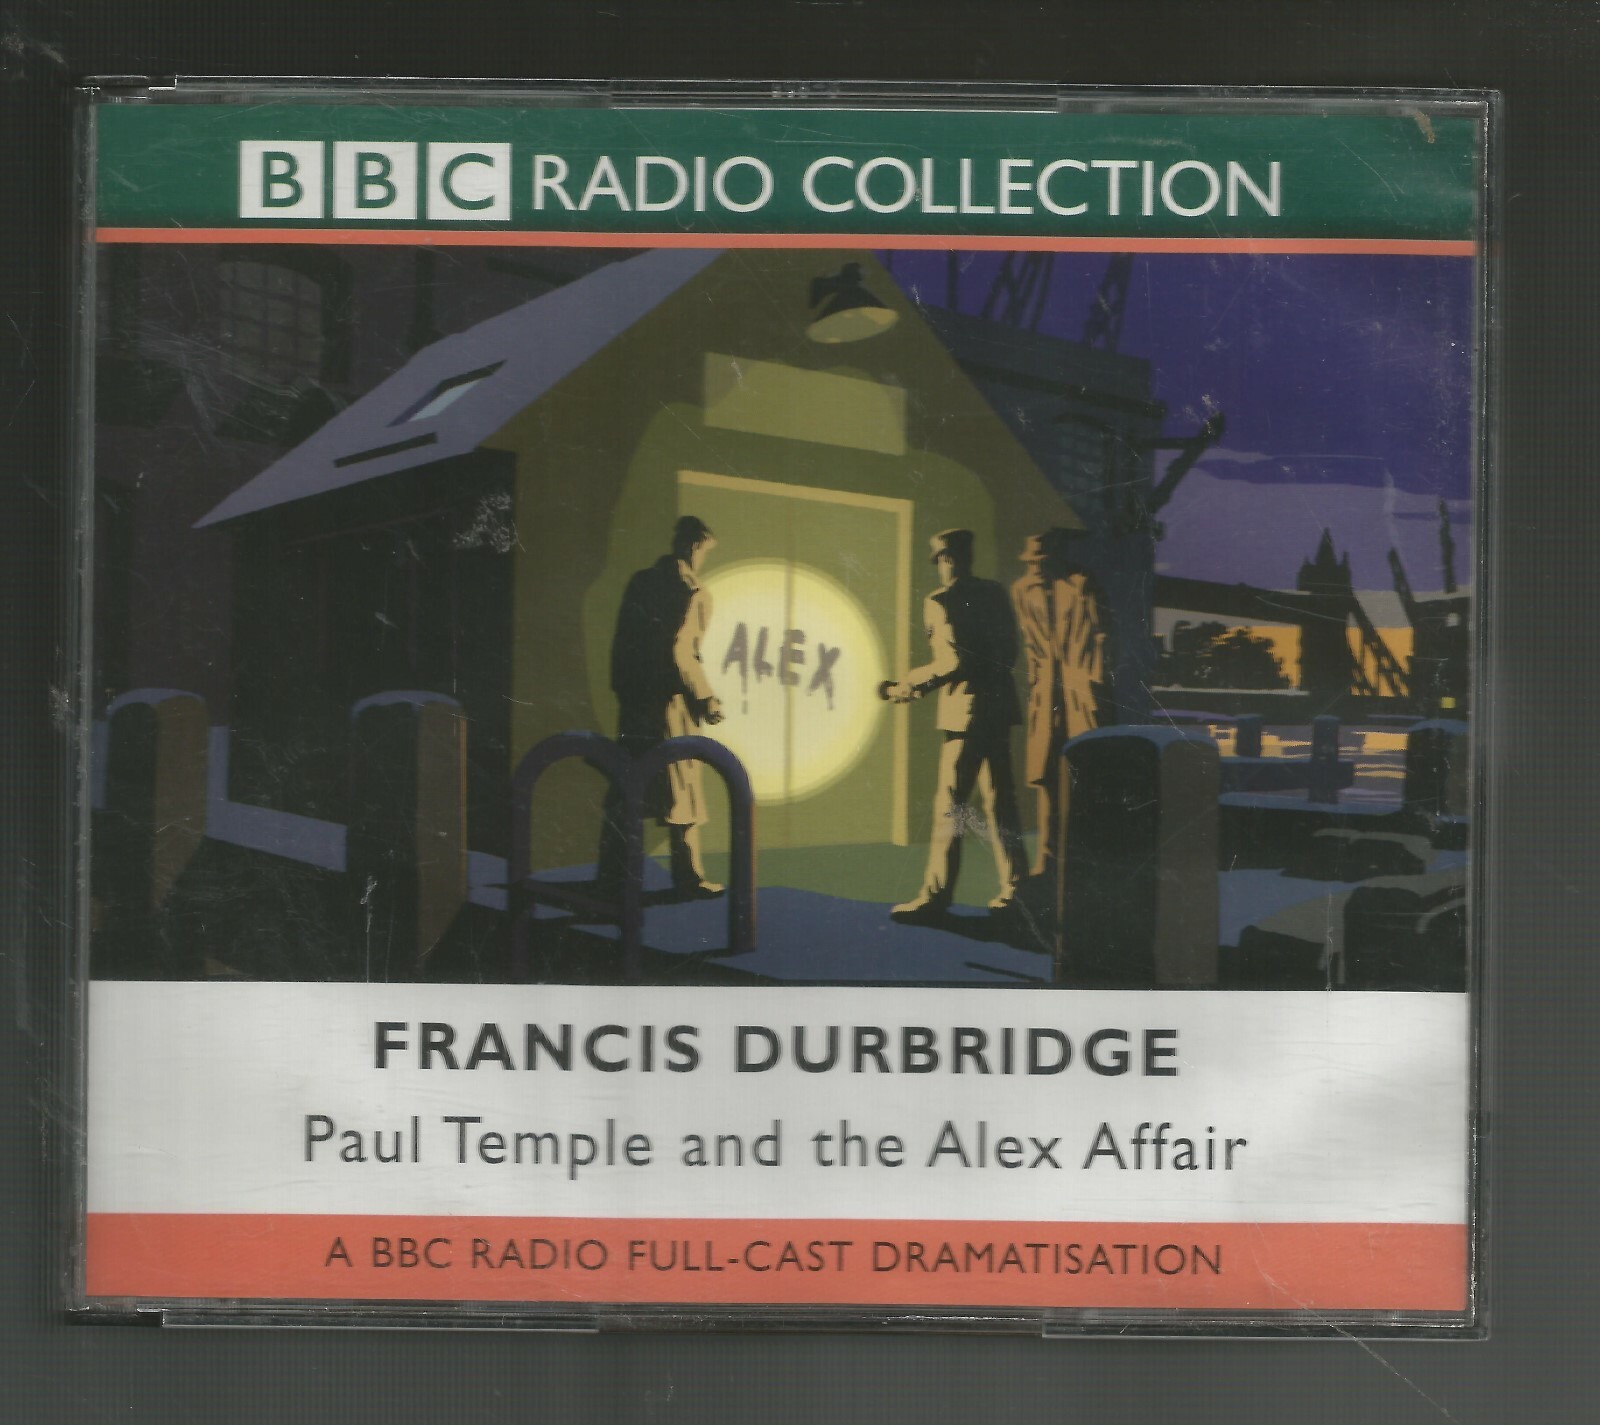 BBC RADIO COLLECTION
ALEX
FRANCIS DURBRIDGE
Paul Temple and the Alex Affair
A BBC RADIO FULL-CAST DRAMATISATION